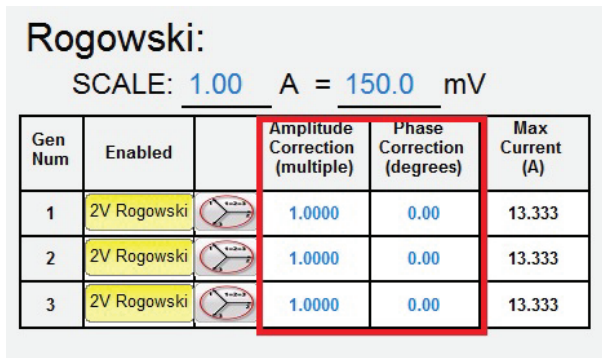 Rogowski:
SCALE: 1.00 A = 150.0 mV
Gen Num Enabled Amplitude Correction (multiple) Phase Correction (degrees) Max Current (A)
1 2V Rogowski 1.0000 0.00 13.333
2 2V Rogowski 1.0000 0.00 13.333
3 2V Rogowski 1.0000 0.00 13.333